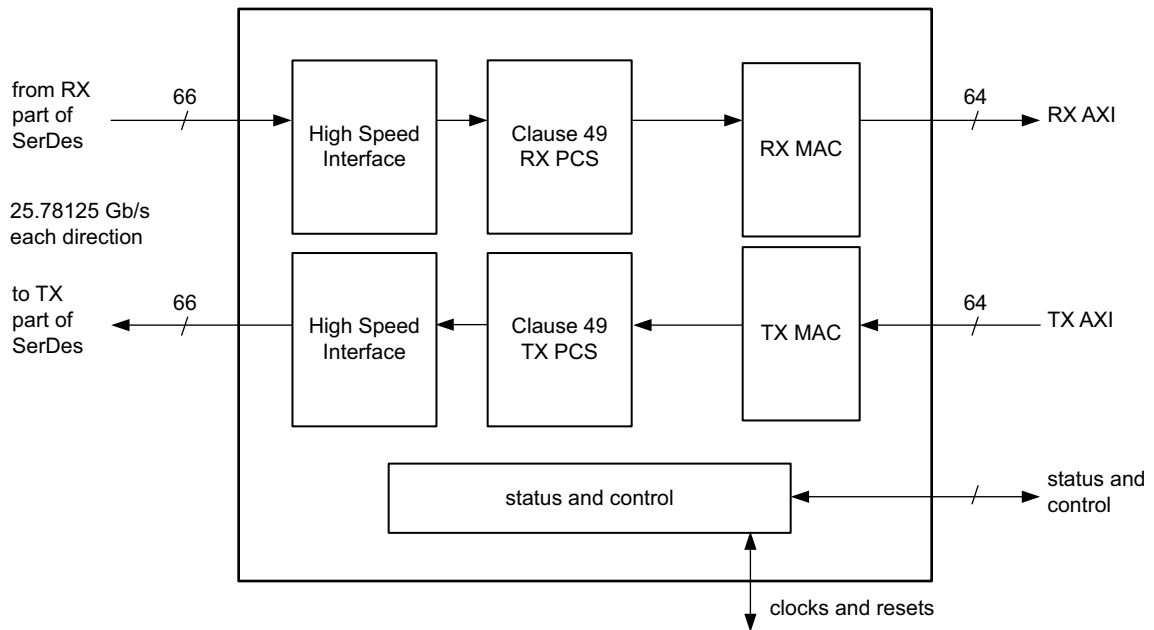 from RX
part of
SerDes
66
High Speed
Interface
Clause 49
RX PCS
RX MAC
64
RX AXI
25.78125 Gb/s
each direction
to TX
part of
SerDes
66
High Speed
Interface
Clause 49
TX PCS
TX MAC
64
TX AXI
status and control
status and
control
clocks and resets